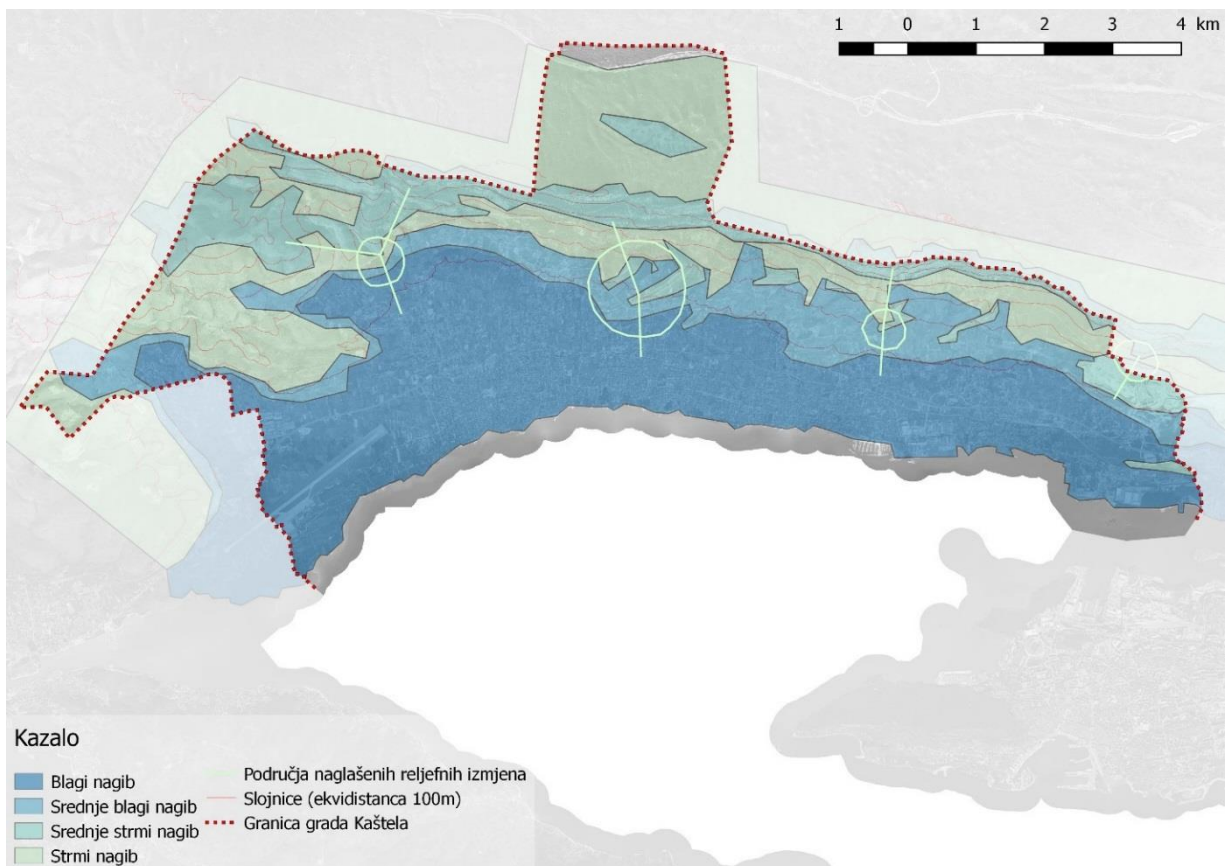 1 0 1 2 3 4 km
Kazalo
Blagi nagib
Srednje blagi nagib
Srednje strmi nagib
Strmi nagib
Područja naglašenih reljefnih izmjena
Slojnice (ekvidistanca 100m)
Granica grada Kaštela